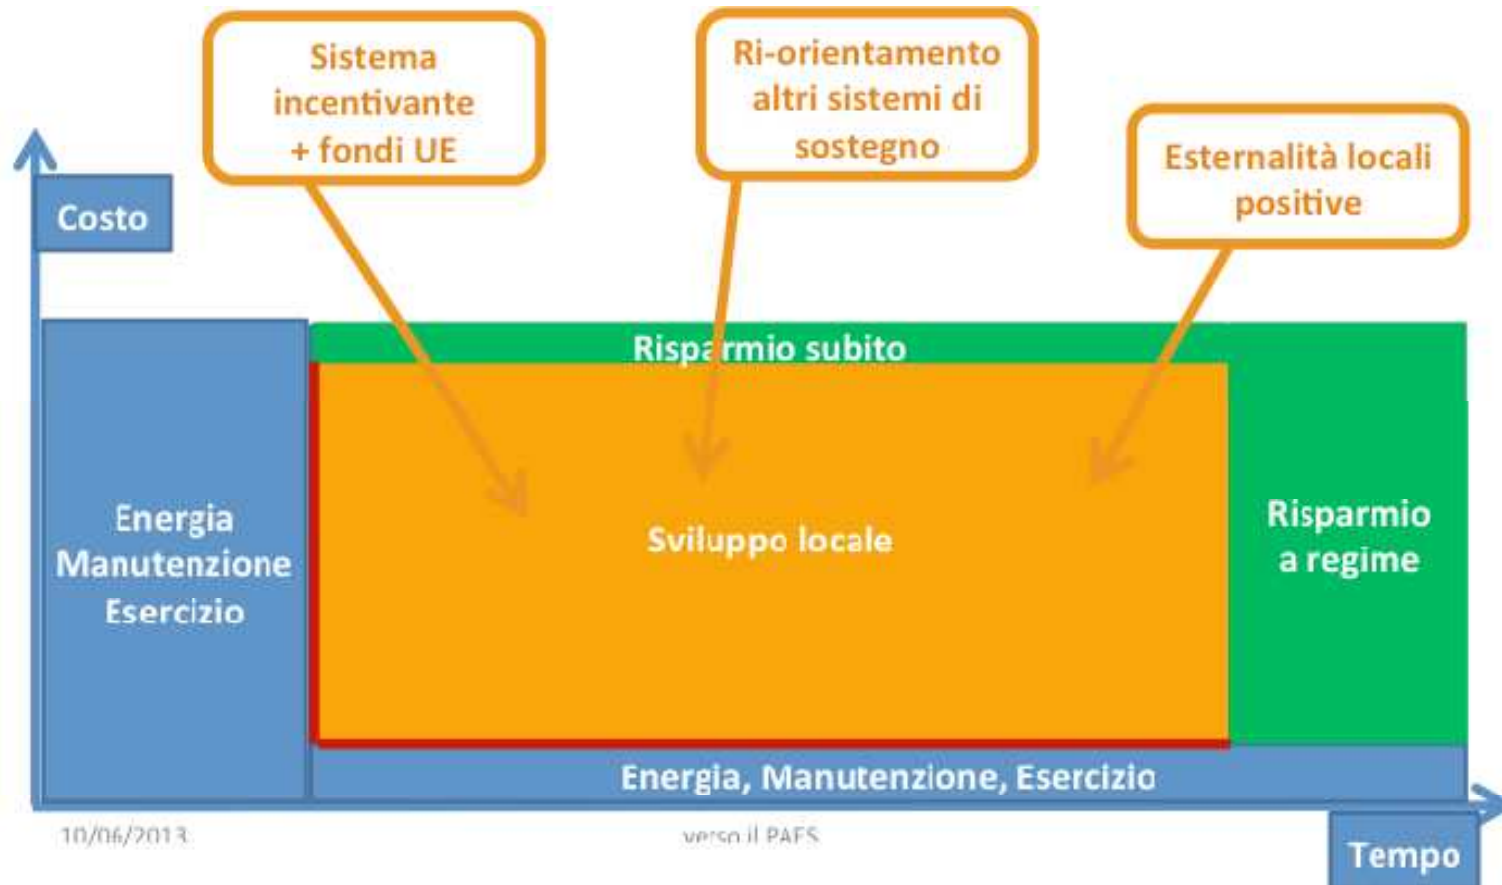 Sistema
incentivante
+ fondi UE
Ri-orientamento
altri sistemi di
sostegno
Esternalità locali
positive
Costo
Risparmio subito
Energia
Manutenzione
Esercizio
Sviluppo locale
Risparmio
a regime
Energia, Manutenzione, Esercizio
10/06/2013
verso il PAES
Tempo